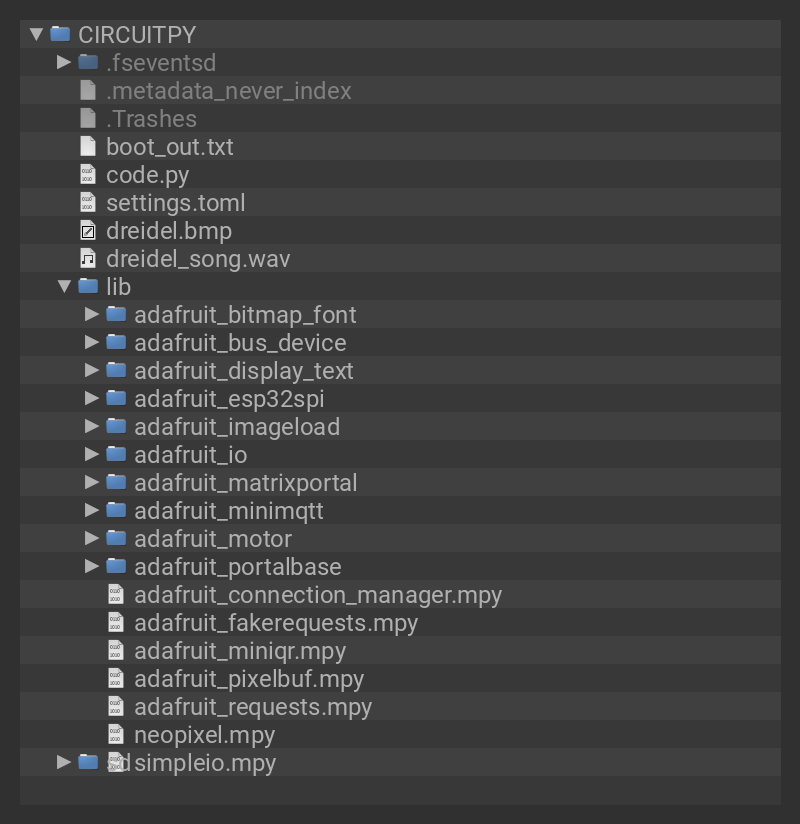 CIRCUITPY
.fseventsd
.metadata_never_index
.Trashes
boot_out.txt
code.py
settings.toml
dreidel.bmp
dreidel_song.wav
lib
adafruit_bitmap_font
adafruit_bus_device
adafruit_display_text
adafruit_esp32spi
adafruit_imageload
adafruit_io
adafruit_matrixportal
adafruit_minimqtt
adafruit_motor
adafruit_portalbase
adafruit_connection_manager.mpy
adafruit_fakerequests.mpy
adafruit_miniqr.mpy
adafruit_pixelbuf.mpy
adafruit_requests.mpy
neopixel.mpy
simpleio.mpy